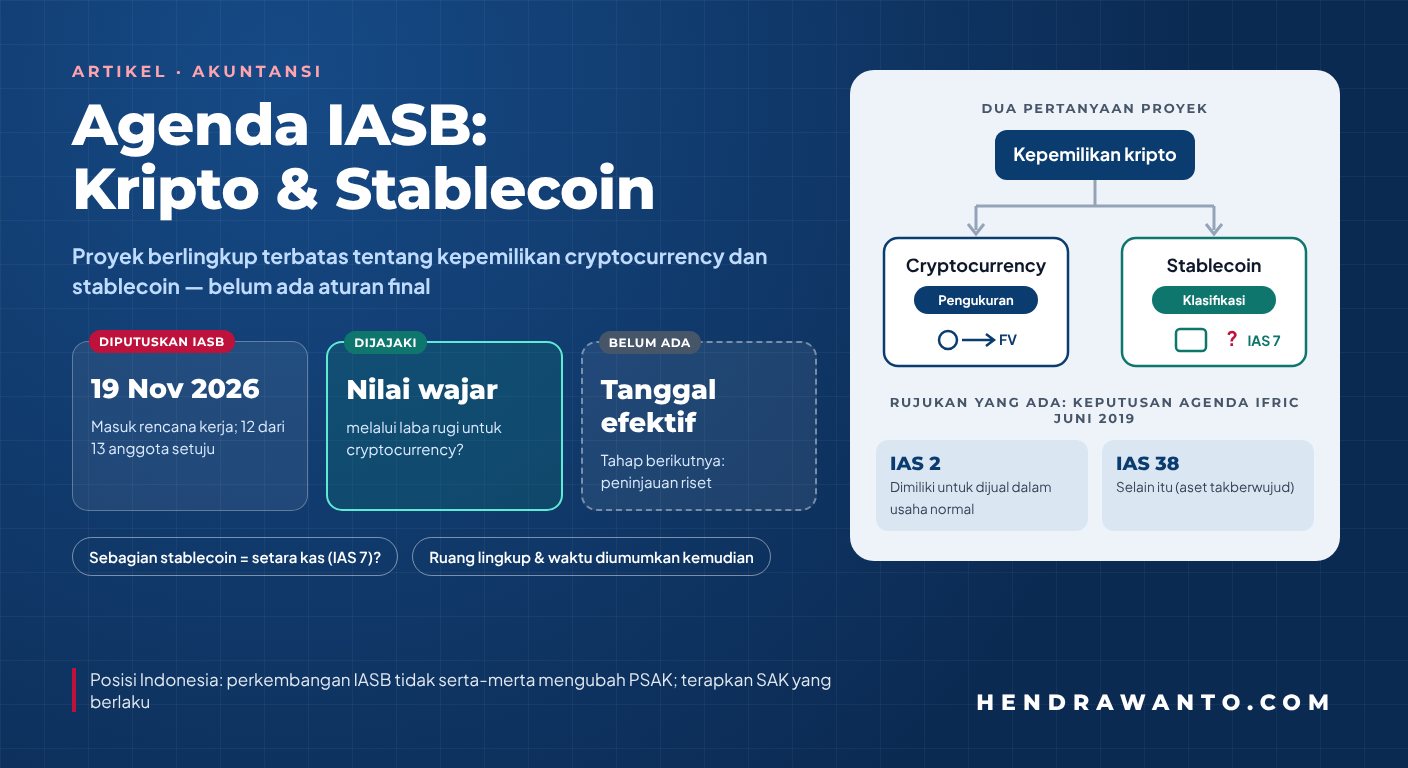 ARTIKEL · AKUNTANSI
Agenda IASB:
Kripto & Stablecoin
Proyek berlingkup terbatas tentang kepemilikan cryptocurrency dan
stablecoin — belum ada aturan final
DIPUTUSKAN IASB
19 Nov 2026
Masuk rencana kerja; 12 dari
13 anggota setuju
DIJAJAKI
Nilai wajar
melalui laba rugi untuk
cryptocurrency?
BELUM ADA
Tanggal
efektif
Tahap berikutnya:
peninjauan riset
Sebagian stablecoin = setara kas (IAS 7)?
Ruang lingkup & waktu diumumkan kemudian
DUA PERTANYAAN PROYEK
Kepemilikan kripto
Cryptocurrency
Pengukuran
FV
Stablecoin
Klasifikasi
? IAS 7
RUJUKAN YANG ADA: KEPUTUSAN AGENDA IFRIC
JUNI 2019
IAS 2
Dimiliki untuk dijual dalam
usaha normal
IAS 38
Selain itu (aset takberwujud)
Posisi Indonesia: perkembangan IASB tidak serta-merta mengubah PSAK; terapkan SAK yang
berlaku
HENDRAWANTO.COM